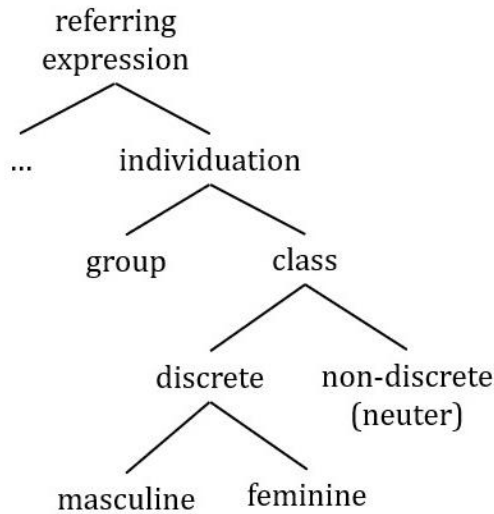 referring
expression
... individuation
group class
discrete non-discrete
(neuter)
masculine feminine